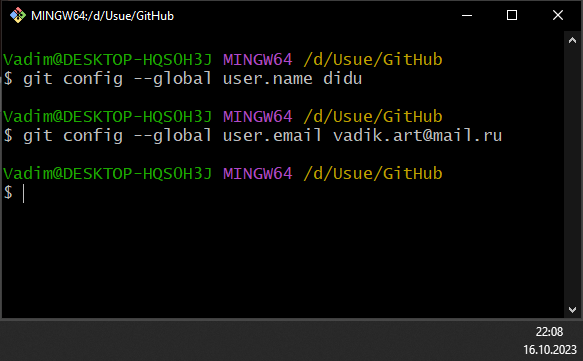 MINGW64:/d/Usue/GitHub
Vadim@DESKTOP-HQSOH3J MINGW64 /d/Usue/GitHub
$ git config --global user.name didu
Vadim@DESKTOP-HQSOH3J MINGW64 /d/Usue/GitHub
$ git config --global user.email vadik.art@mail.ru
Vadim@DESKTOP-HQSOH3J MINGW64 /d/Usue/GitHub
$
22:08
16.10.2023